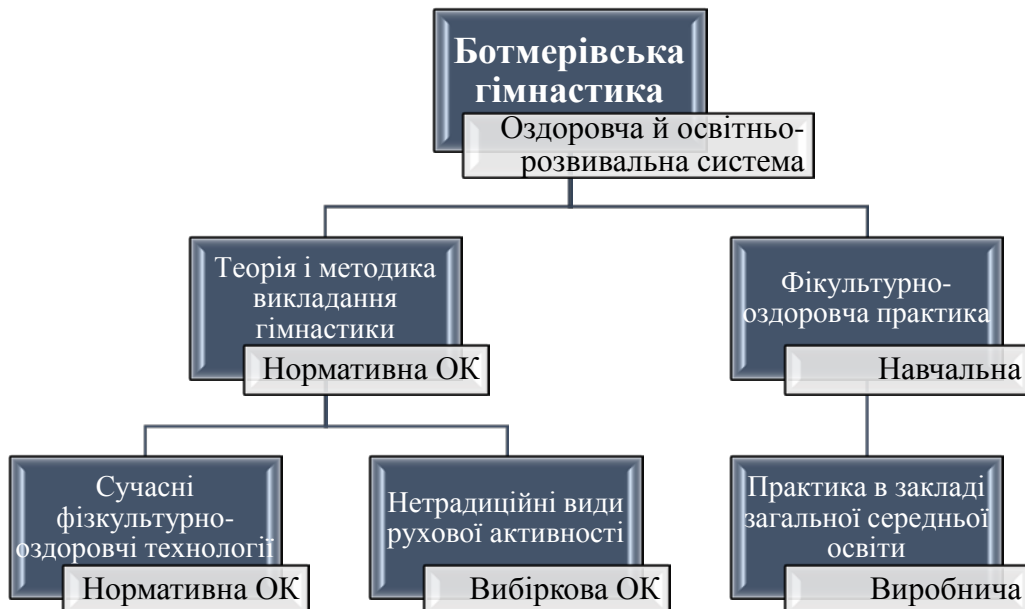 Ботмерівська
гімнастика
Оздоровча й освітньо-
розвивальна система
Теорія і методика
викладання
гімнастики
Нормативна ОК
Фікультурно-
оздоровча практика
Навчальна
Сучасні
фізкультурно-
оздоровчі технології
Нормативна ОК
Нетрадиційні види
рухової активності
Вибіркова ОК
Практика в закладі
загальної середньої
освіти
Виробнича